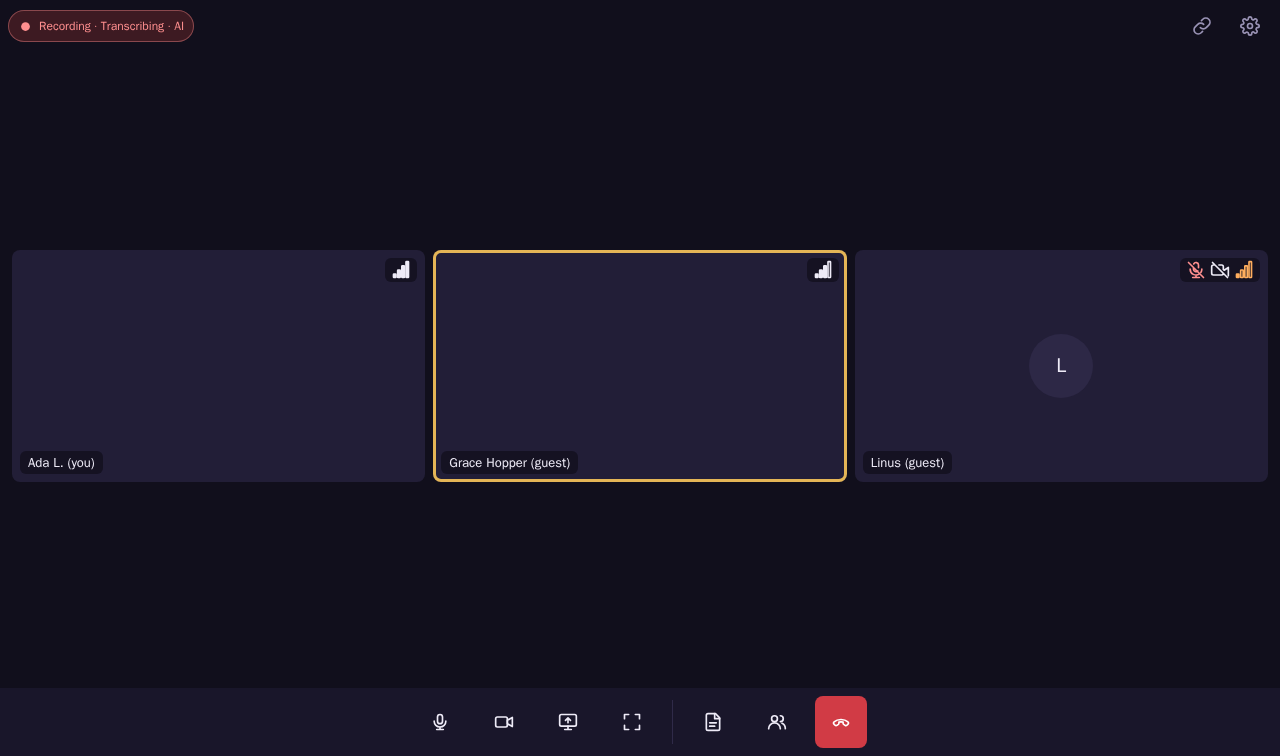 Recording · Transcribing · AI
L
Ada L. (you)
Grace Hopper (guest)
Linus (guest)